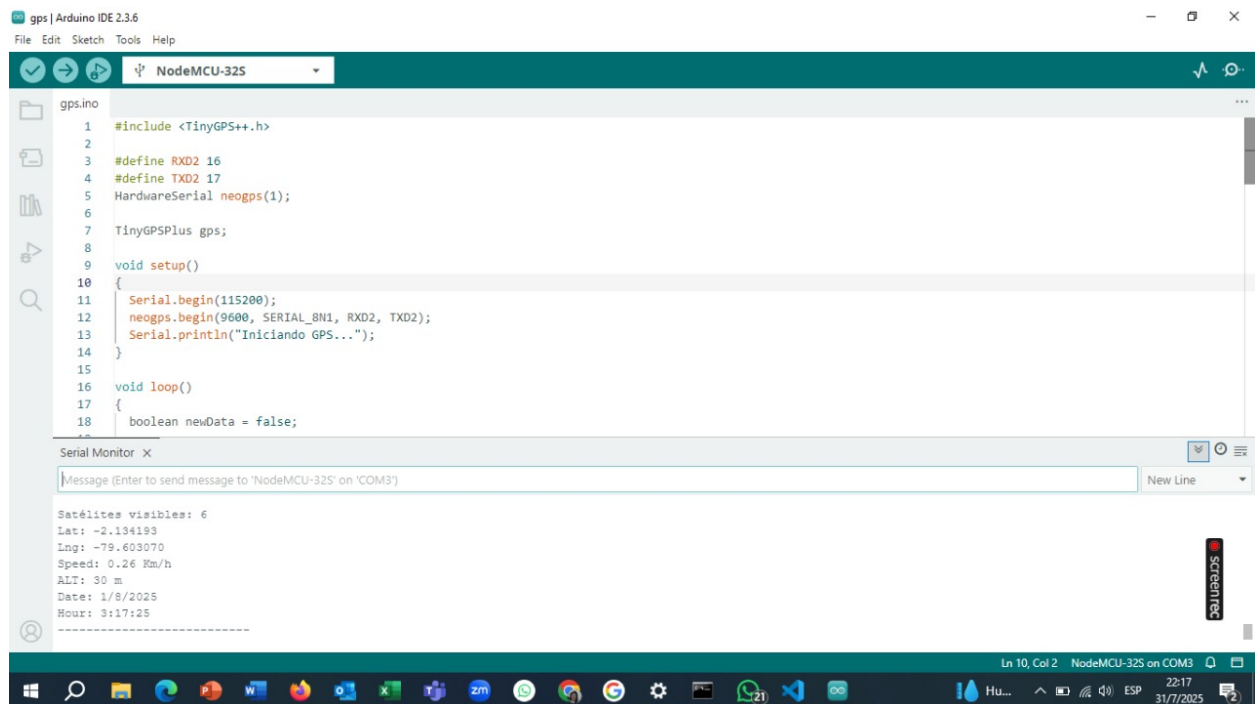 gps | Arduino IDE 2.3.6
File Edit Sketch Tools Help
NodeMCU-32S
gps.ino
1 #include <TinyGPS++.h>
2
3 #define RXD2 16
4 #define TXD2 17
5 HardwareSerial neogps(1);
6
7 TinyGPSPlus gps;
8
9 void setup()
10 {
11 Serial.begin(115200);
12 neogps.begin(9600, SERIAL_8N1, RXD2, TXD2);
13 Serial.println("Iniciando GPS...");
14 }
15
16 void loop()
17 {
18 boolean newData = false;
Serial Monitor
Message (Enter to send message to 'NodeMCU-32S' on 'COM3')
New Line
Satélites visibles: 6
Lat: -2.134193
Lng: -79.603070
Speed: 0.26 Km/h
ALT: 30 m
Date: 1/8/2025
Hour: 3:17:25
---------------------------
screenrec
Ln 10, Col 2 NodeMCU-32S on COM3
zm
21
Hu...
ESP
22:17
31/7/2025
2